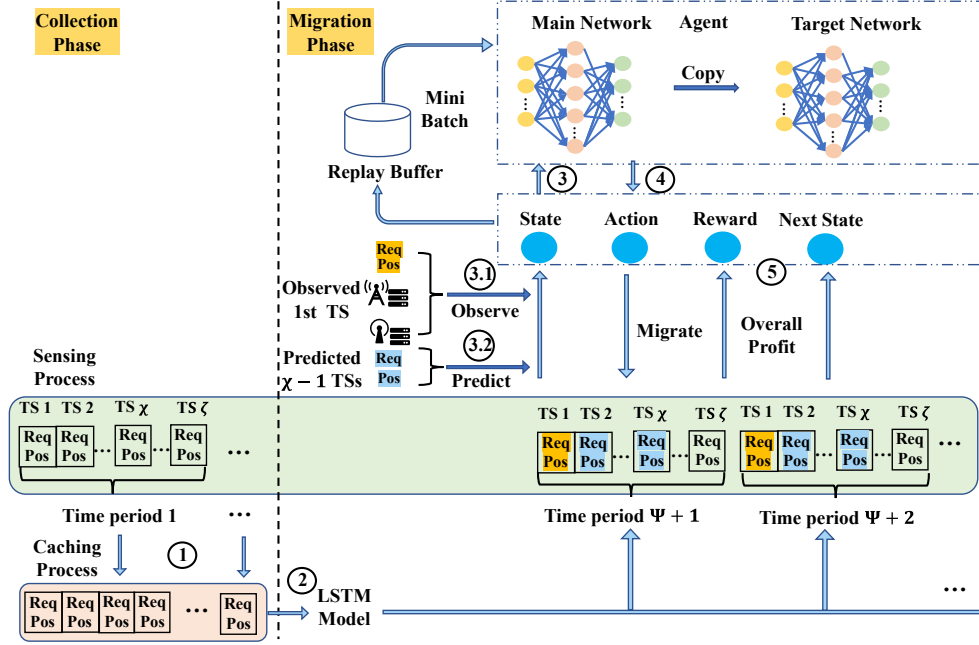 Collection
Phase
Migration
Phase
Main Network
Agent
Target Network
Copy
Mini
Batch
Replay Buffer
3
4
State
Action
Reward
Next State
5
Req
Pos
Observed
1st TS
3.1
Observe
Predicted
χ − 1 TSs
Req
Pos
3.2
Predict
Migrate
Overall
Profit
Sensing
Process
TS 1 TS 2 TS χ TS ζ
Req Req Req Req
Pos Pos ... Pos ... Pos ...
TS 1 TS 2 TS χ TS ζ
Req Req Req Req
Pos Pos ... Pos ... Pos
TS 1 TS 2 TS χ TS ζ
Req Req Req Req
Pos Pos ... Pos ... Pos ...
Time period 1 ...
Time period Ψ + 1
Time period Ψ + 2
Caching
Process
1
Req Req Req Req ... Req
Pos Pos Pos Pos Pos
2
LSTM
Model
...